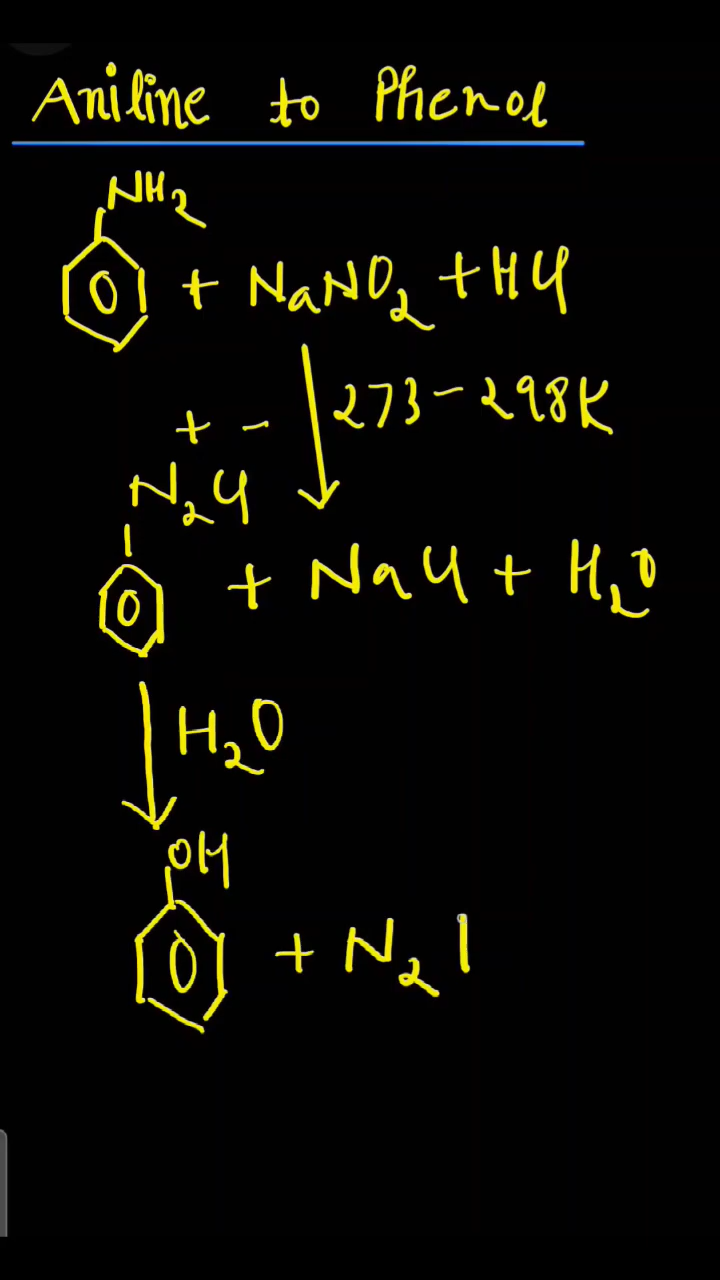 Aniline to Phenol
NH₂
+ NaNO₂ + HCl
273 - 298K
+ -
N₂Cl
+ NaCl + H₂O
H₂O
OH
+ N₂ |